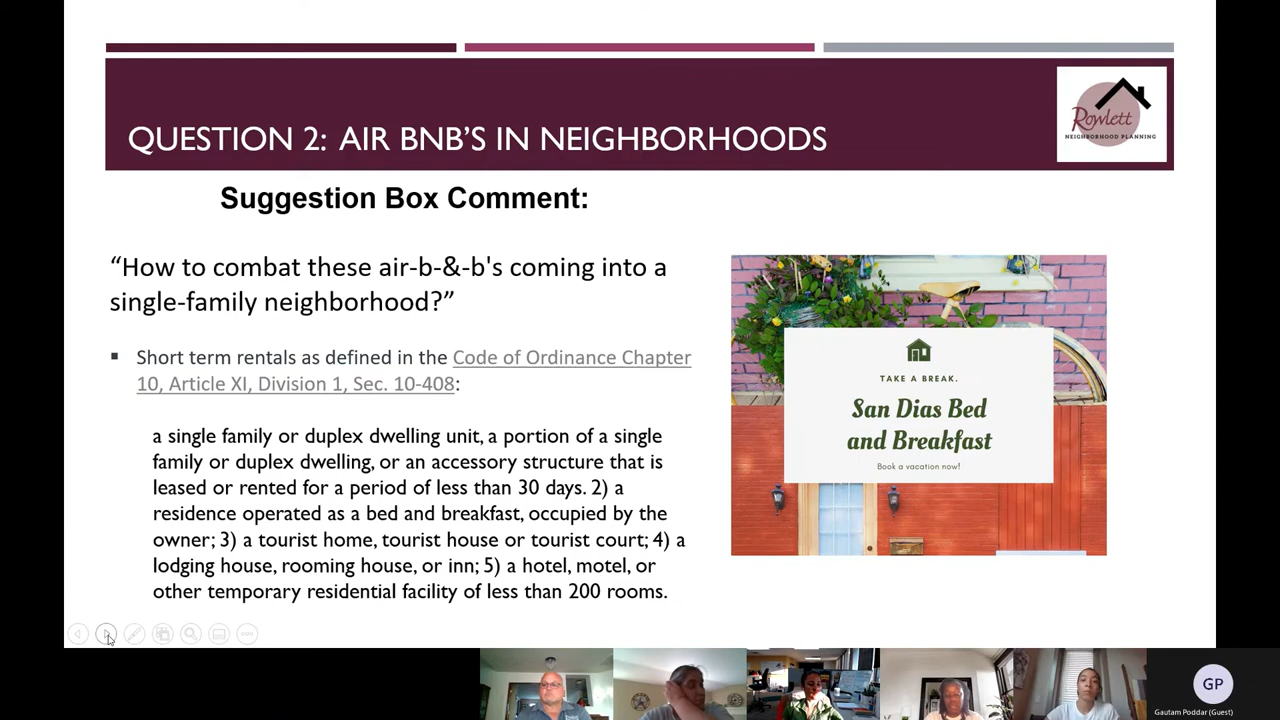 QUESTION 2: AIR BNB'S IN NEIGHBORHOODS
Rowlett
NEIGHBORHOOD PLANNING
Suggestion Box Comment:
“How to combat these air-b-&-b's coming into a
single-family neighborhood?”
▪ Short term rentals as defined in the Code of Ordinance Chapter
10, Article XI, Division 1, Sec. 10-408:
a single family or duplex dwelling unit, a portion of a single
family or duplex dwelling, or an accessory structure that is
leased or rented for a period of less than 30 days. 2) a
residence operated as a bed and breakfast, occupied by the
owner; 3) a tourist home, tourist house or tourist court; 4) a
lodging house, rooming house, or inn; 5) a hotel, motel, or
other temporary residential facility of less than 200 rooms.
TAKE A BREAK.
San Dias Bed
and Breakfast
Book a vacation now!
GP
Gautam Poddar (Guest)